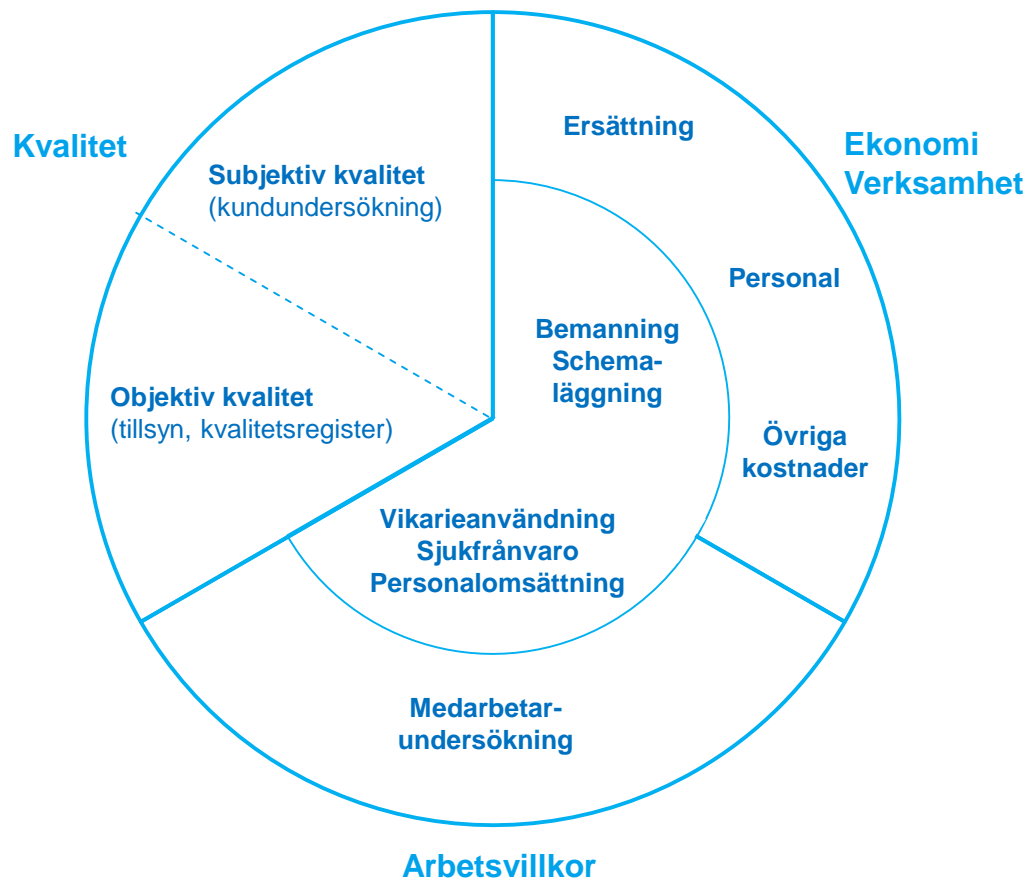 Kvalitet
Subjektiv kvalitet
(kundundersökning)
Objektiv kvalitet
(tillsyn, kvalitetsregister)
Ersättning
Ekonomi
Verksamhet
Personal
Bemanning
Schema-
läggning
Övriga
kostnader
Vikarieanvändning
Sjukfrånvaro
Personalomsättning
Medarbetar-
undersökning
Arbetsvillkor